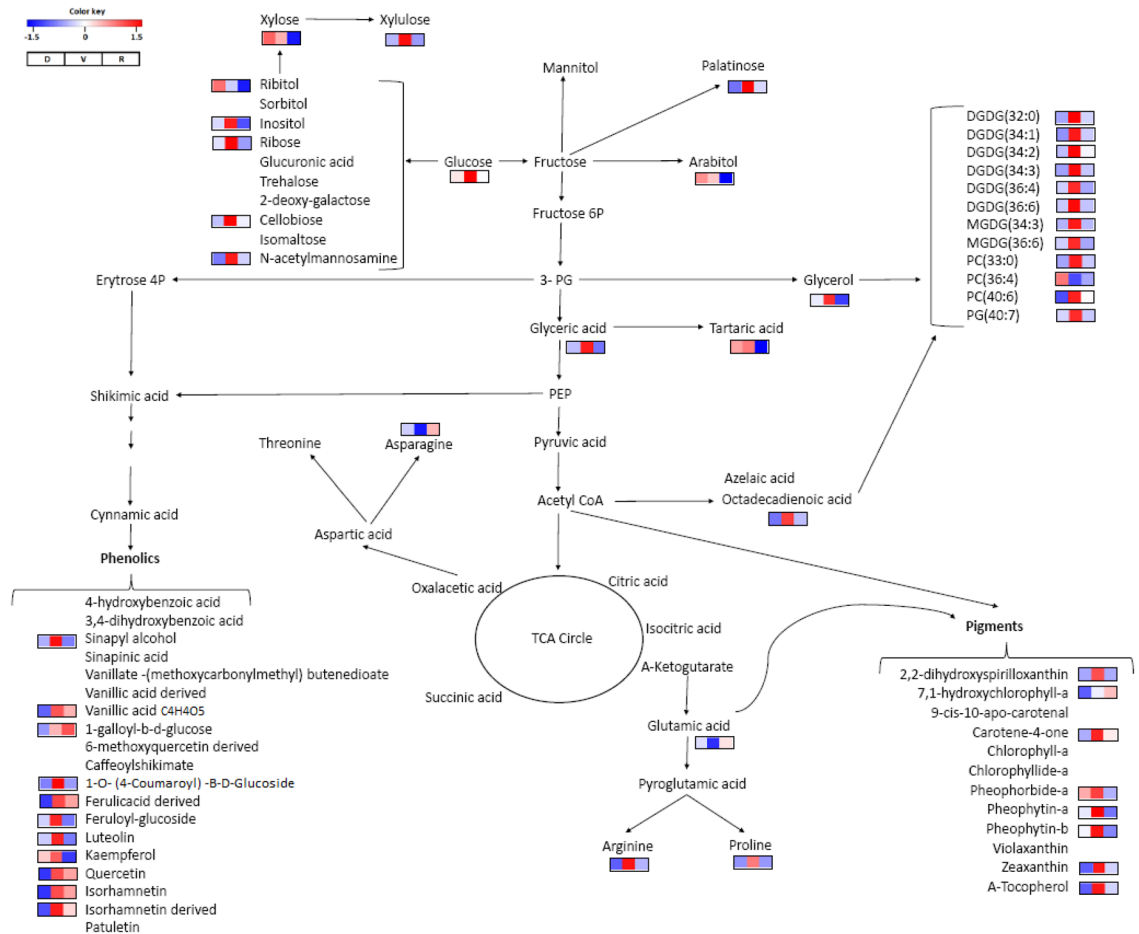 Color key
-1.5 0 1.5
D V R
Xylose
Xylulose
Ribitol
Sorbitol
Inositol
Ribose
Glucuronic acid
Trehalose
2-deoxy-galactose
Cellobiose
Isomaltose
N-acetylmannosamine
Glucose
Mannitol
Palatinose
Fructose
Arabitol
Fructose 6P
Erytrose 4P
3- PG
Glycerol
DGDG(32:0)
DGDG(34:1)
DGDG(34:2)
DGDG(34:3)
DGDG(36:4)
DGDG(36:6)
MGDG(34:3)
MGDG(36:6)
PC(33:0)
PC(36:4)
PC(40:6)
PG(40:7)
Glyceric acid
Tartaric acid
Shikimic acid
PEP
Threonine
Asparagine
Pyruvic acid
Azelaic acid
Octadecadienoic acid
Acetyl CoA
Cynnamic acid
Aspartic acid
Phenolics
Oxalacetic acid
Citric acid
Isocitric acid
TCA Circle
A-Ketogutarate
Succinic acid
Glutamic acid
Pyroglutamic acid
Arginine
Proline
4-hydroxybenzoic acid
3,4-dihydroxybenzoic acid
Sinapyl alcohol
Sinapinic acid
Vanillate -(methoxycarbonylmethyl) butenedioate
Vanillic acid derived
Vanillic acid C4H4O5
1-galloyl-b-d-glucose
6-methoxyquercetin derived
Caffeoylshikimate
1-O- (4-Coumaroyl) -B-D-Glucoside
Ferulicacid derived
Feruloyl-glucoside
Luteolin
Kaempferol
Quercetin
Isorhamnetin
Isorhamnetin derived
Patuletin
Pigments
2,2-dihydroxyspirilloxanthin
7,1-hydroxychlorophyll-a
9-cis-10-apo-carotenal
Carotene-4-one
Chlorophyll-a
Chlorophyllide-a
Pheophorbide-a
Pheophytin-a
Pheophytin-b
Violaxanthin
Zeaxanthin
A-Tocopherol